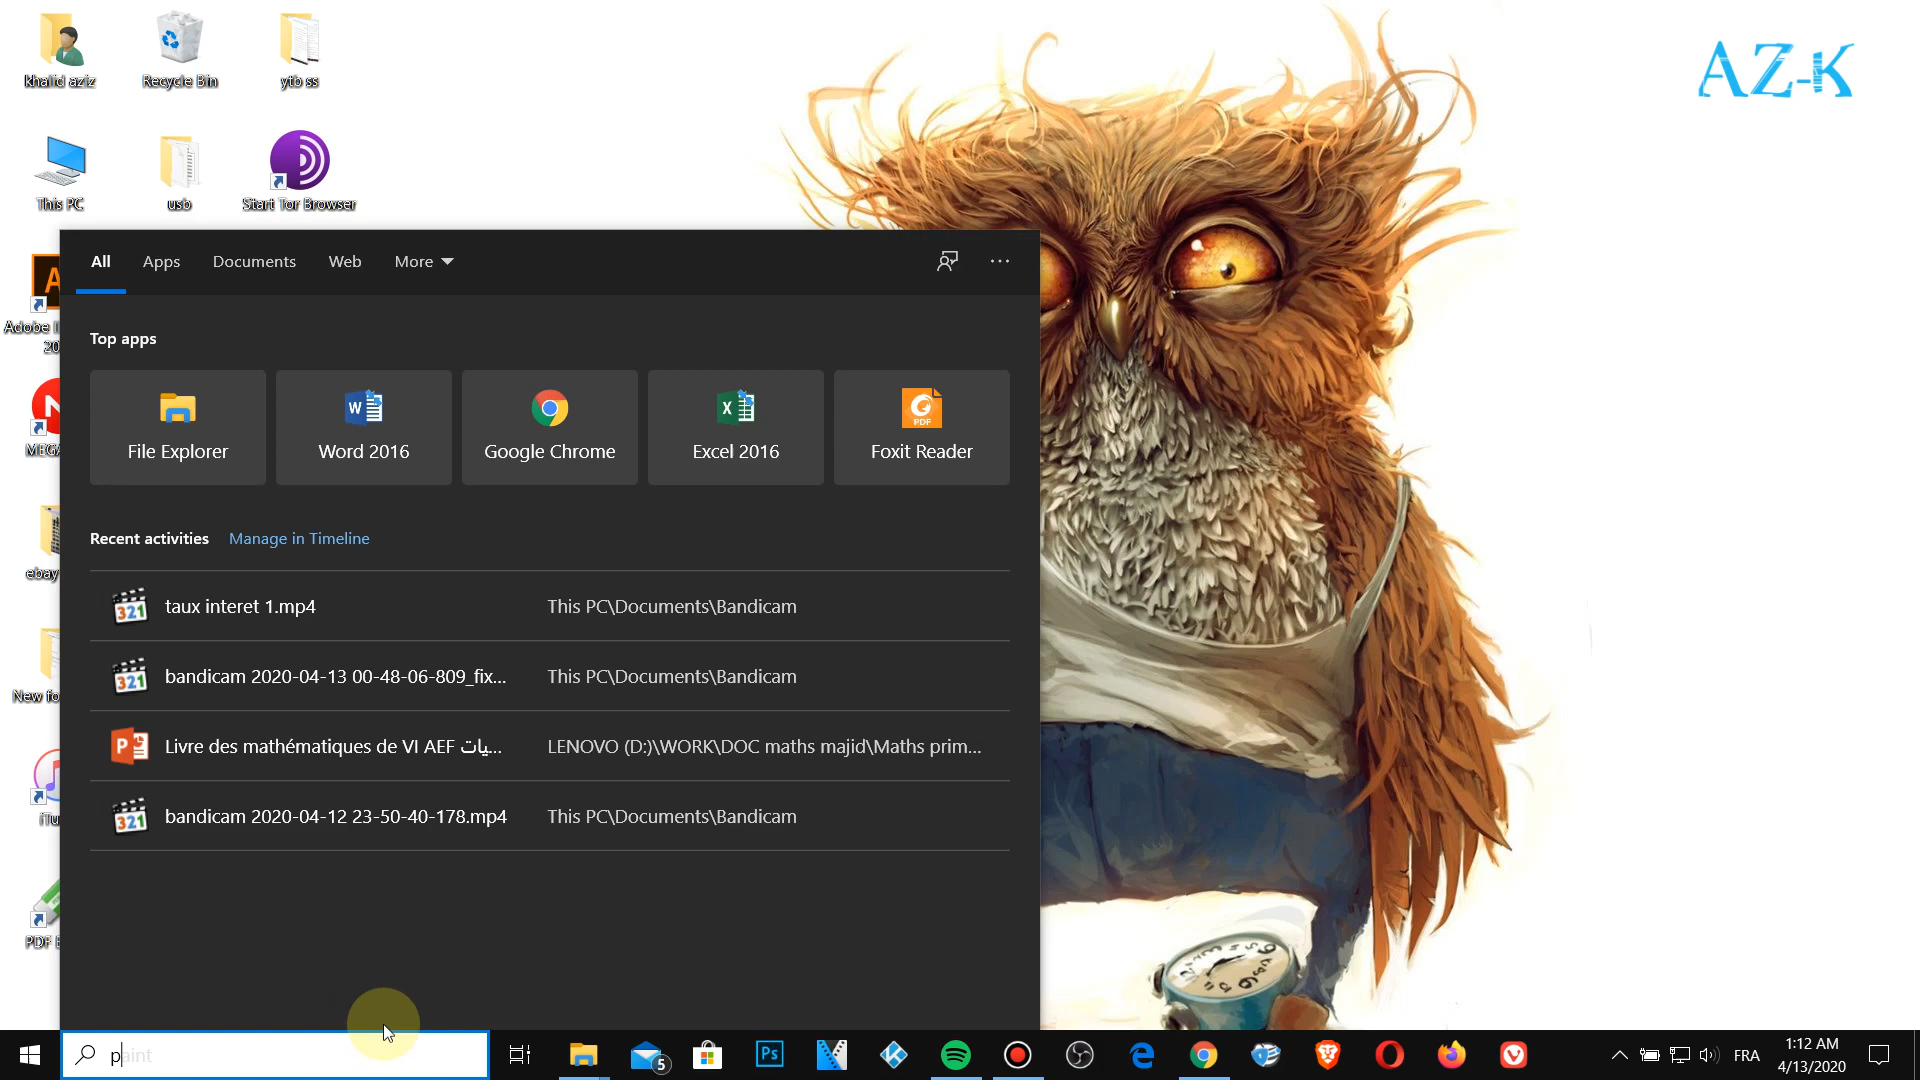 khalid aziz
Recycle Bin
ytb ss
AZ-K
This PC
usb
Start Tor Browser
Adobe
20
MEGA
ebay
New fo
iTu
PDF
All
Apps
Documents
Web
More
Top apps
File Explorer
Word 2016
Google Chrome
Excel 2016
PDF
Foxit Reader
Recent activities
Manage in Timeline
taux interet 1.mp4
This PC\Documents\Bandicam
bandicam 2020-04-13 00-48-06-809_fix...
This PC\Documents\Bandicam
Livre des mathématiques de VI AEF يات...
LENOVO (D:)\WORK\DOC maths majid\Maths prim...
bandicam 2020-04-12 23-50-40-178.mp4
This PC\Documents\Bandicam
paint
5
Ps
FRA
1:12 AM
4/13/2020